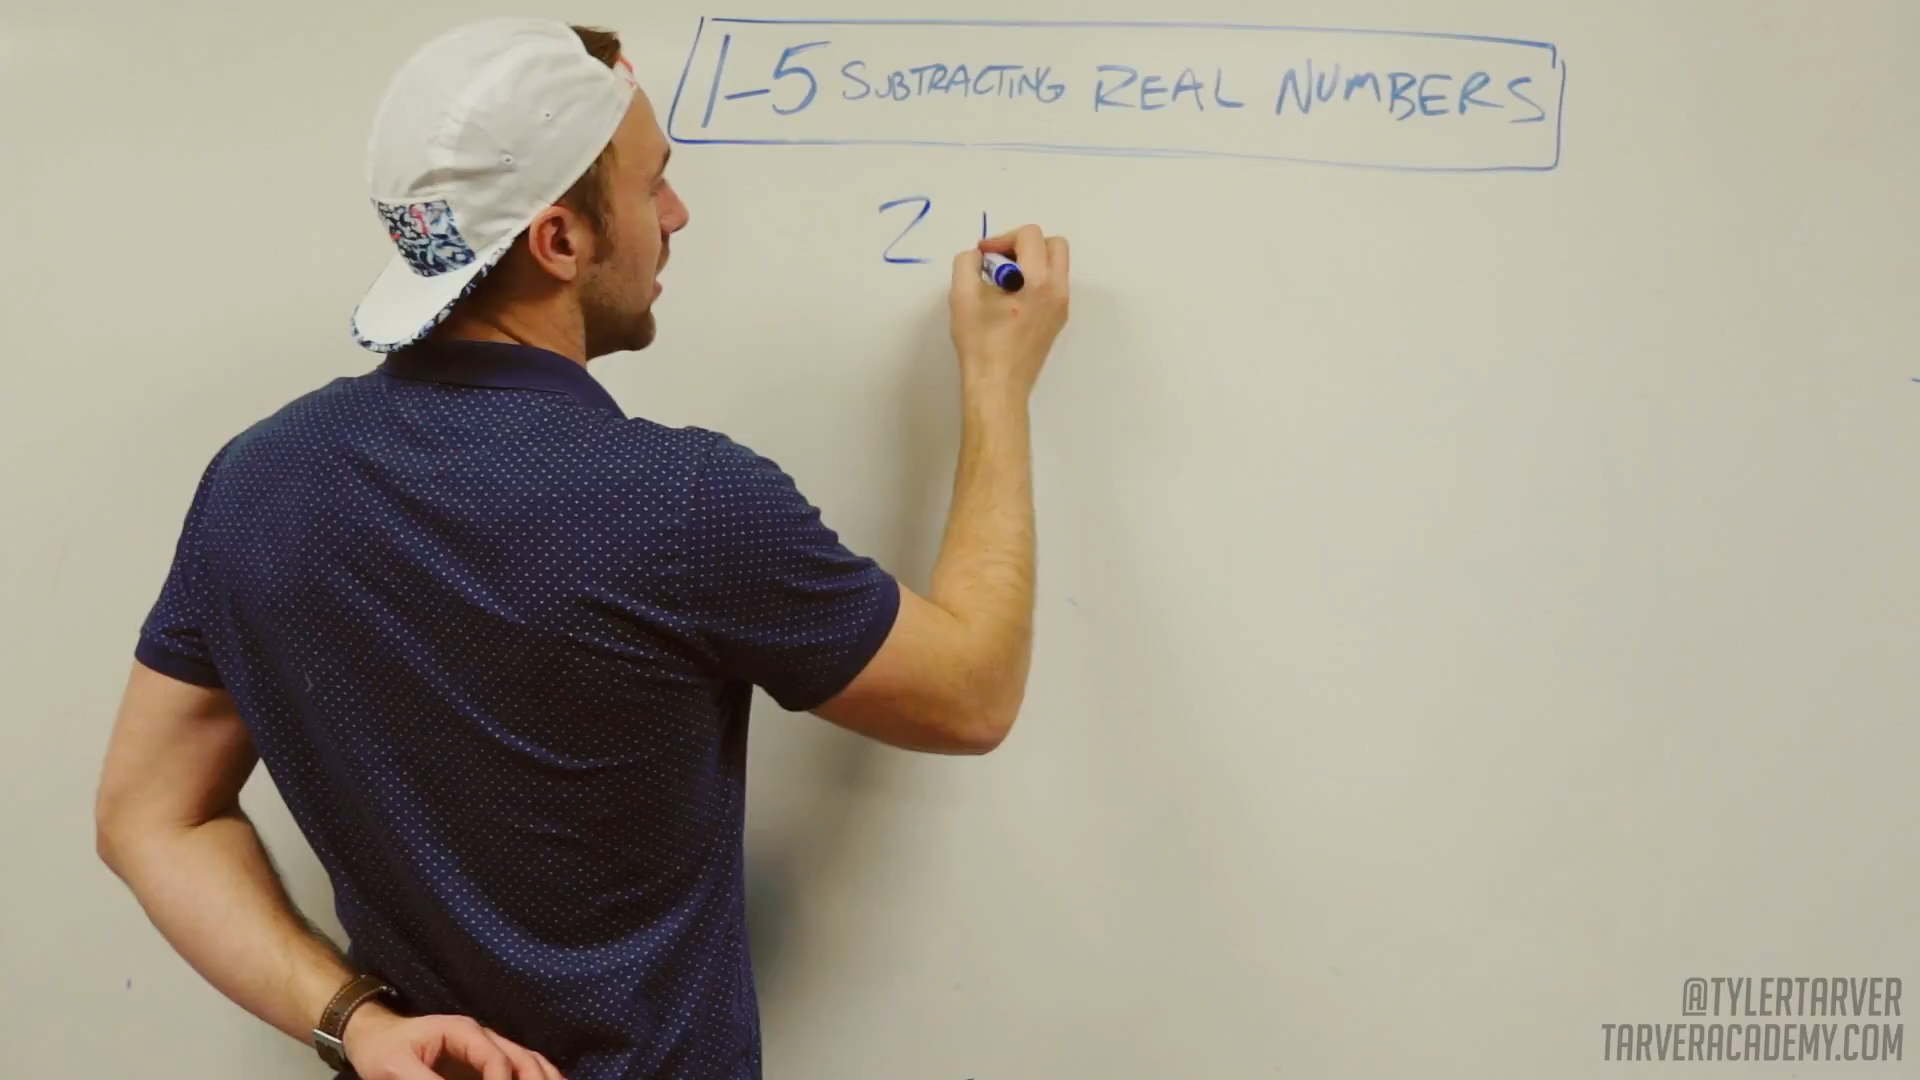 1-5 SUBTRACTING REAL NUMBERS
2
@TYLERTARVER
TARVERACADEMY.COM